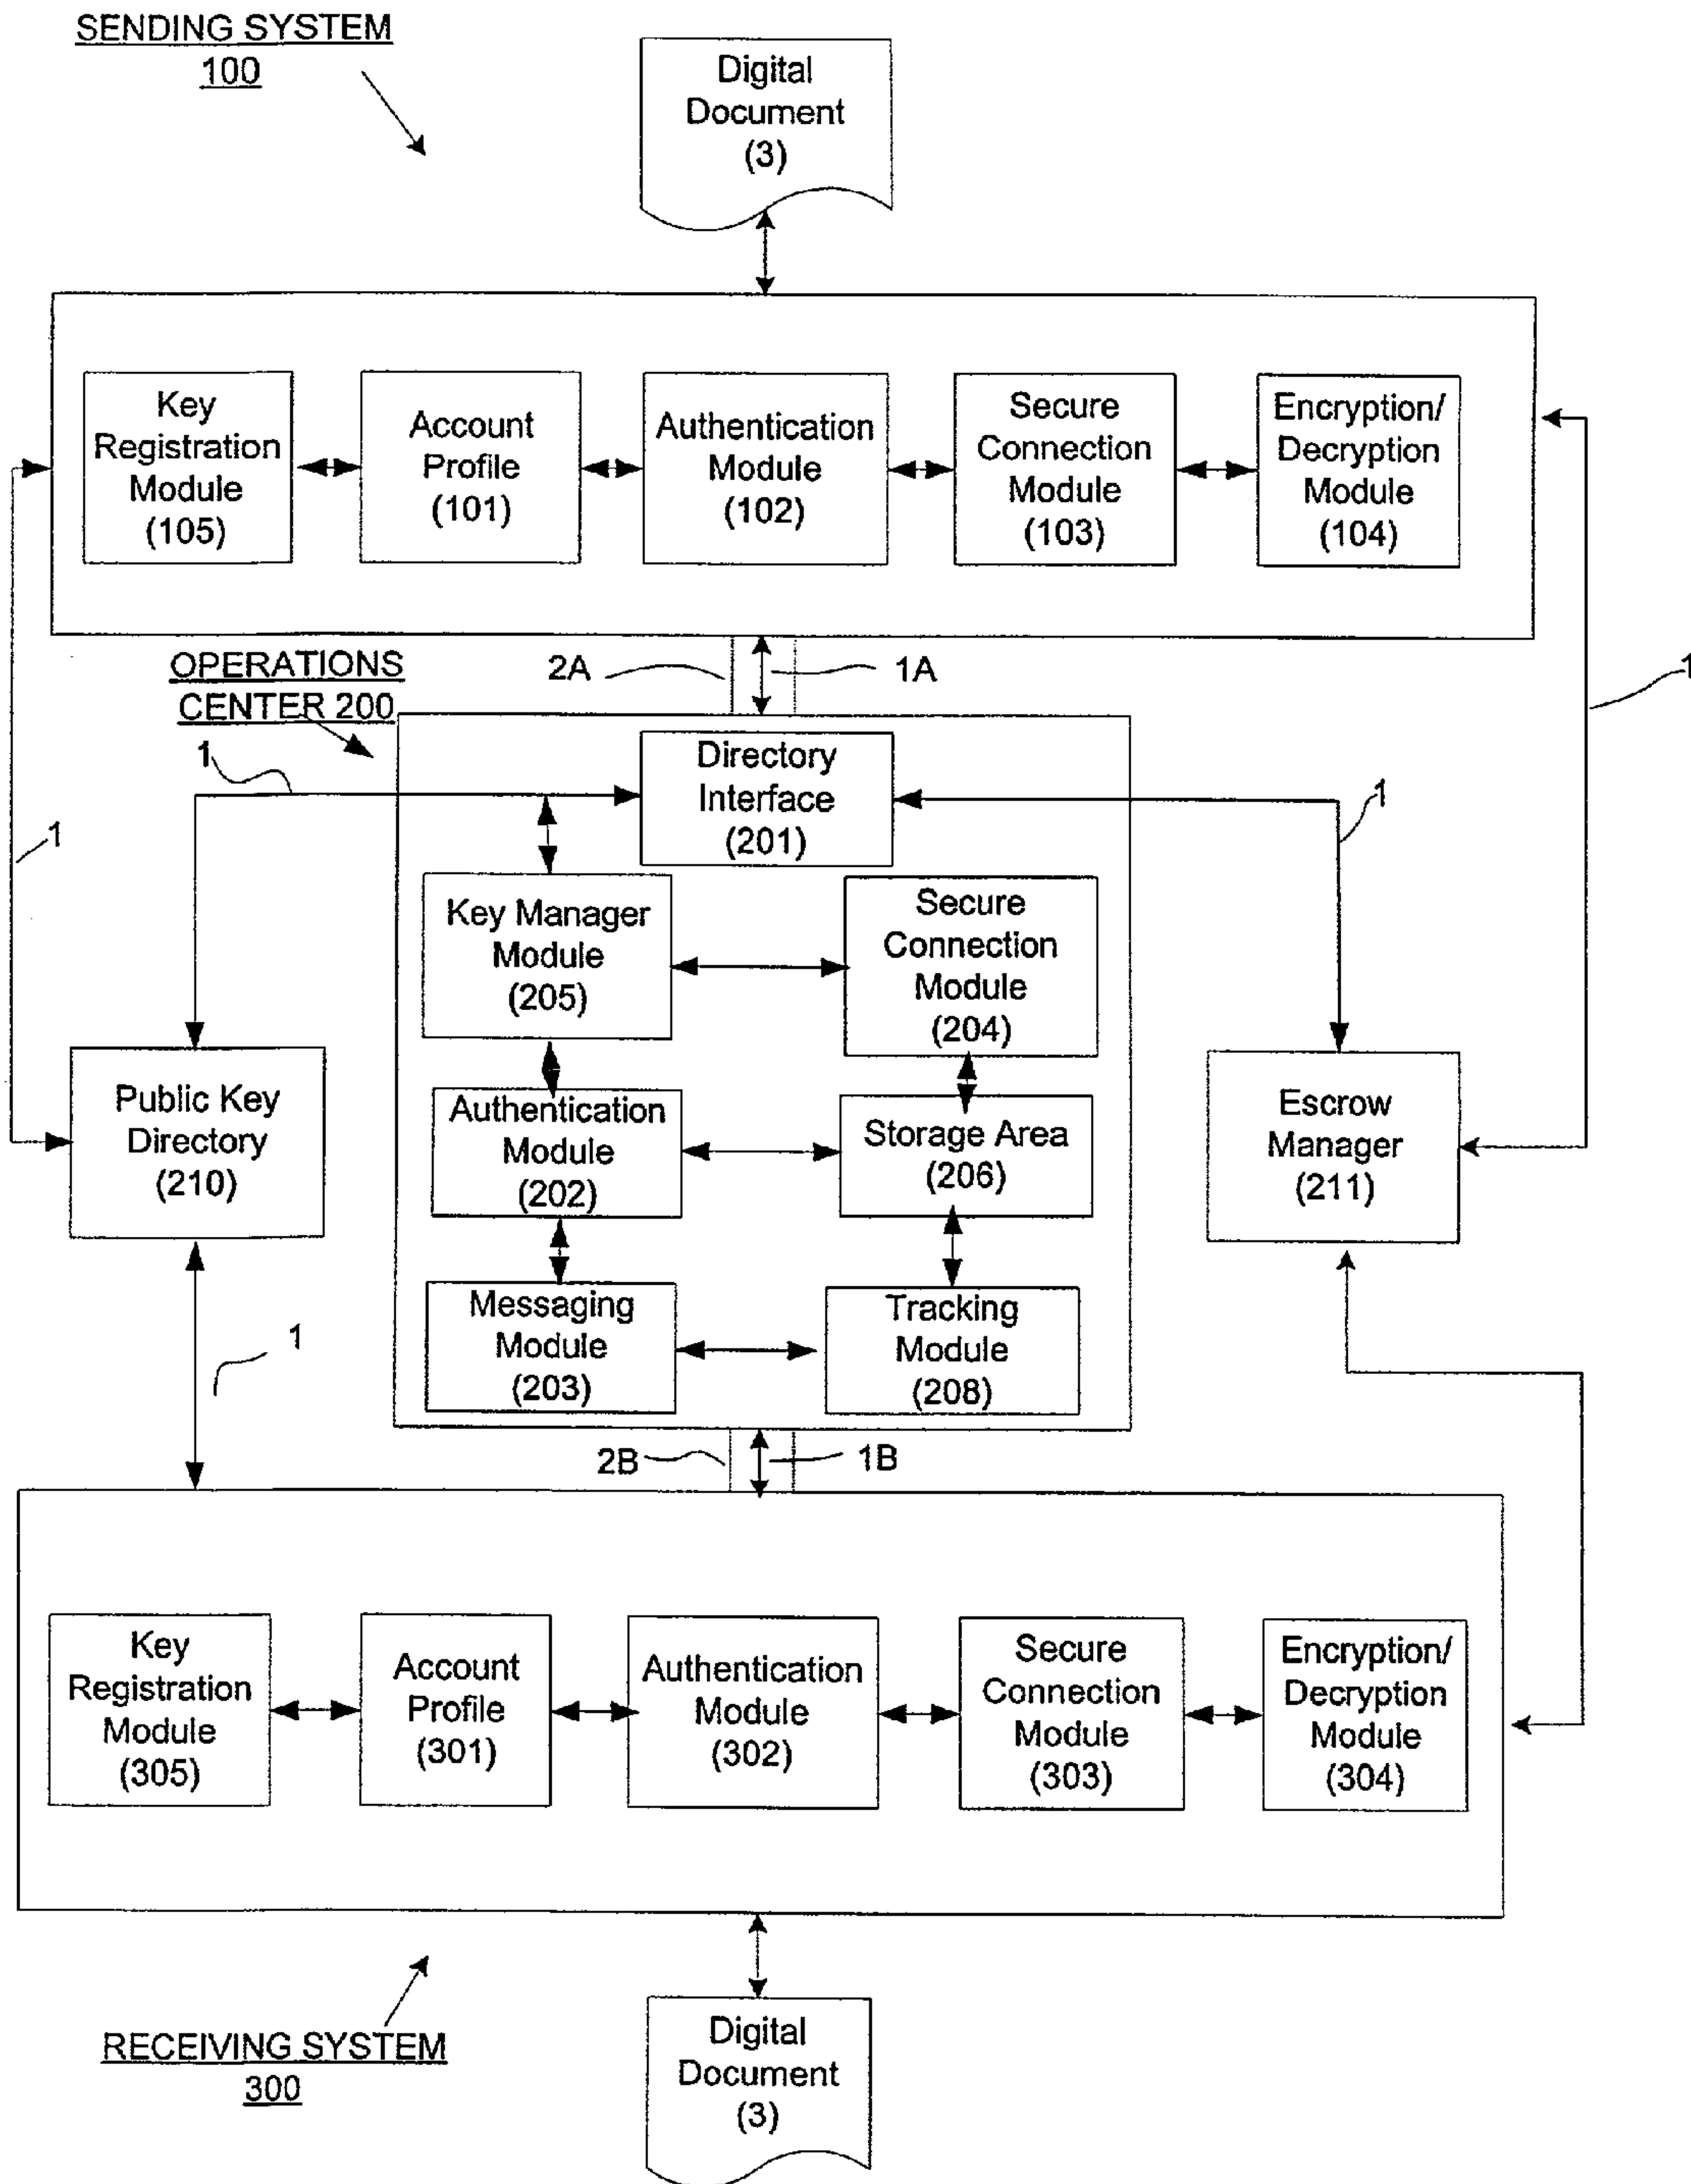 SENDING SYSTEM
100
Digital
Document
(3)
Key
Registration
Module
(105)
Account
Profile
(101)
Authentication
Module
(102)
Secure
Connection
Module
(103)
Encryption/
Decryption
Module
(104)
2A
1A
1
OPERATIONS
CENTER 200
1
Directory
Interface
(201)
1
1
Key Manager
Module
(205)
Secure
Connection
Module
(204)
Public Key
Directory
(210)
Authentication
Module
(202)
Storage Area
(206)
Escrow
Manager
(211)
Messaging
Module
(203)
Tracking
Module
(208)
1
2B
1B
Key
Registration
Module
(305)
Account
Profile
(301)
Authentication
Module
(302)
Secure
Connection
Module
(303)
Encryption/
Decryption
Module
(304)
RECEIVING SYSTEM
300
Digital
Document
(3)